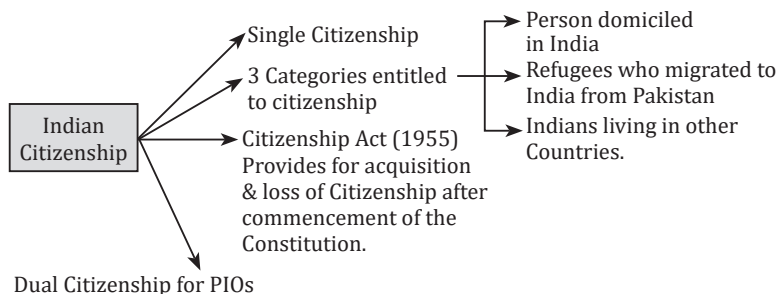 Indian
Citizenship
Single Citizenship
3 Categories entitled
to citizenship
Person domiciled
in India
Refugees who migrated to
India from Pakistan
Indians living in other
Countries.
Citizenship Act (1955)
Provides for acquisition
& loss of Citizenship after
commencement of the
Constitution.
Dual Citizenship for PIOs